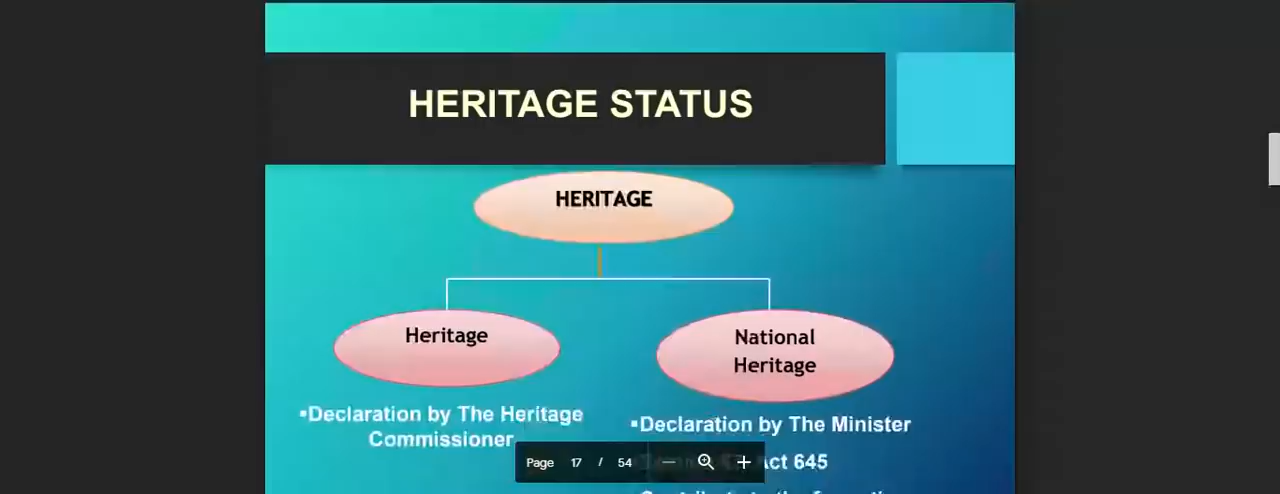 HERITAGE STATUS
HERITAGE
Heritage
National
Heritage
▪Declaration by The Heritage
Commissioner
▪Declaration by The Minister
Act 645
Page 17 / 54